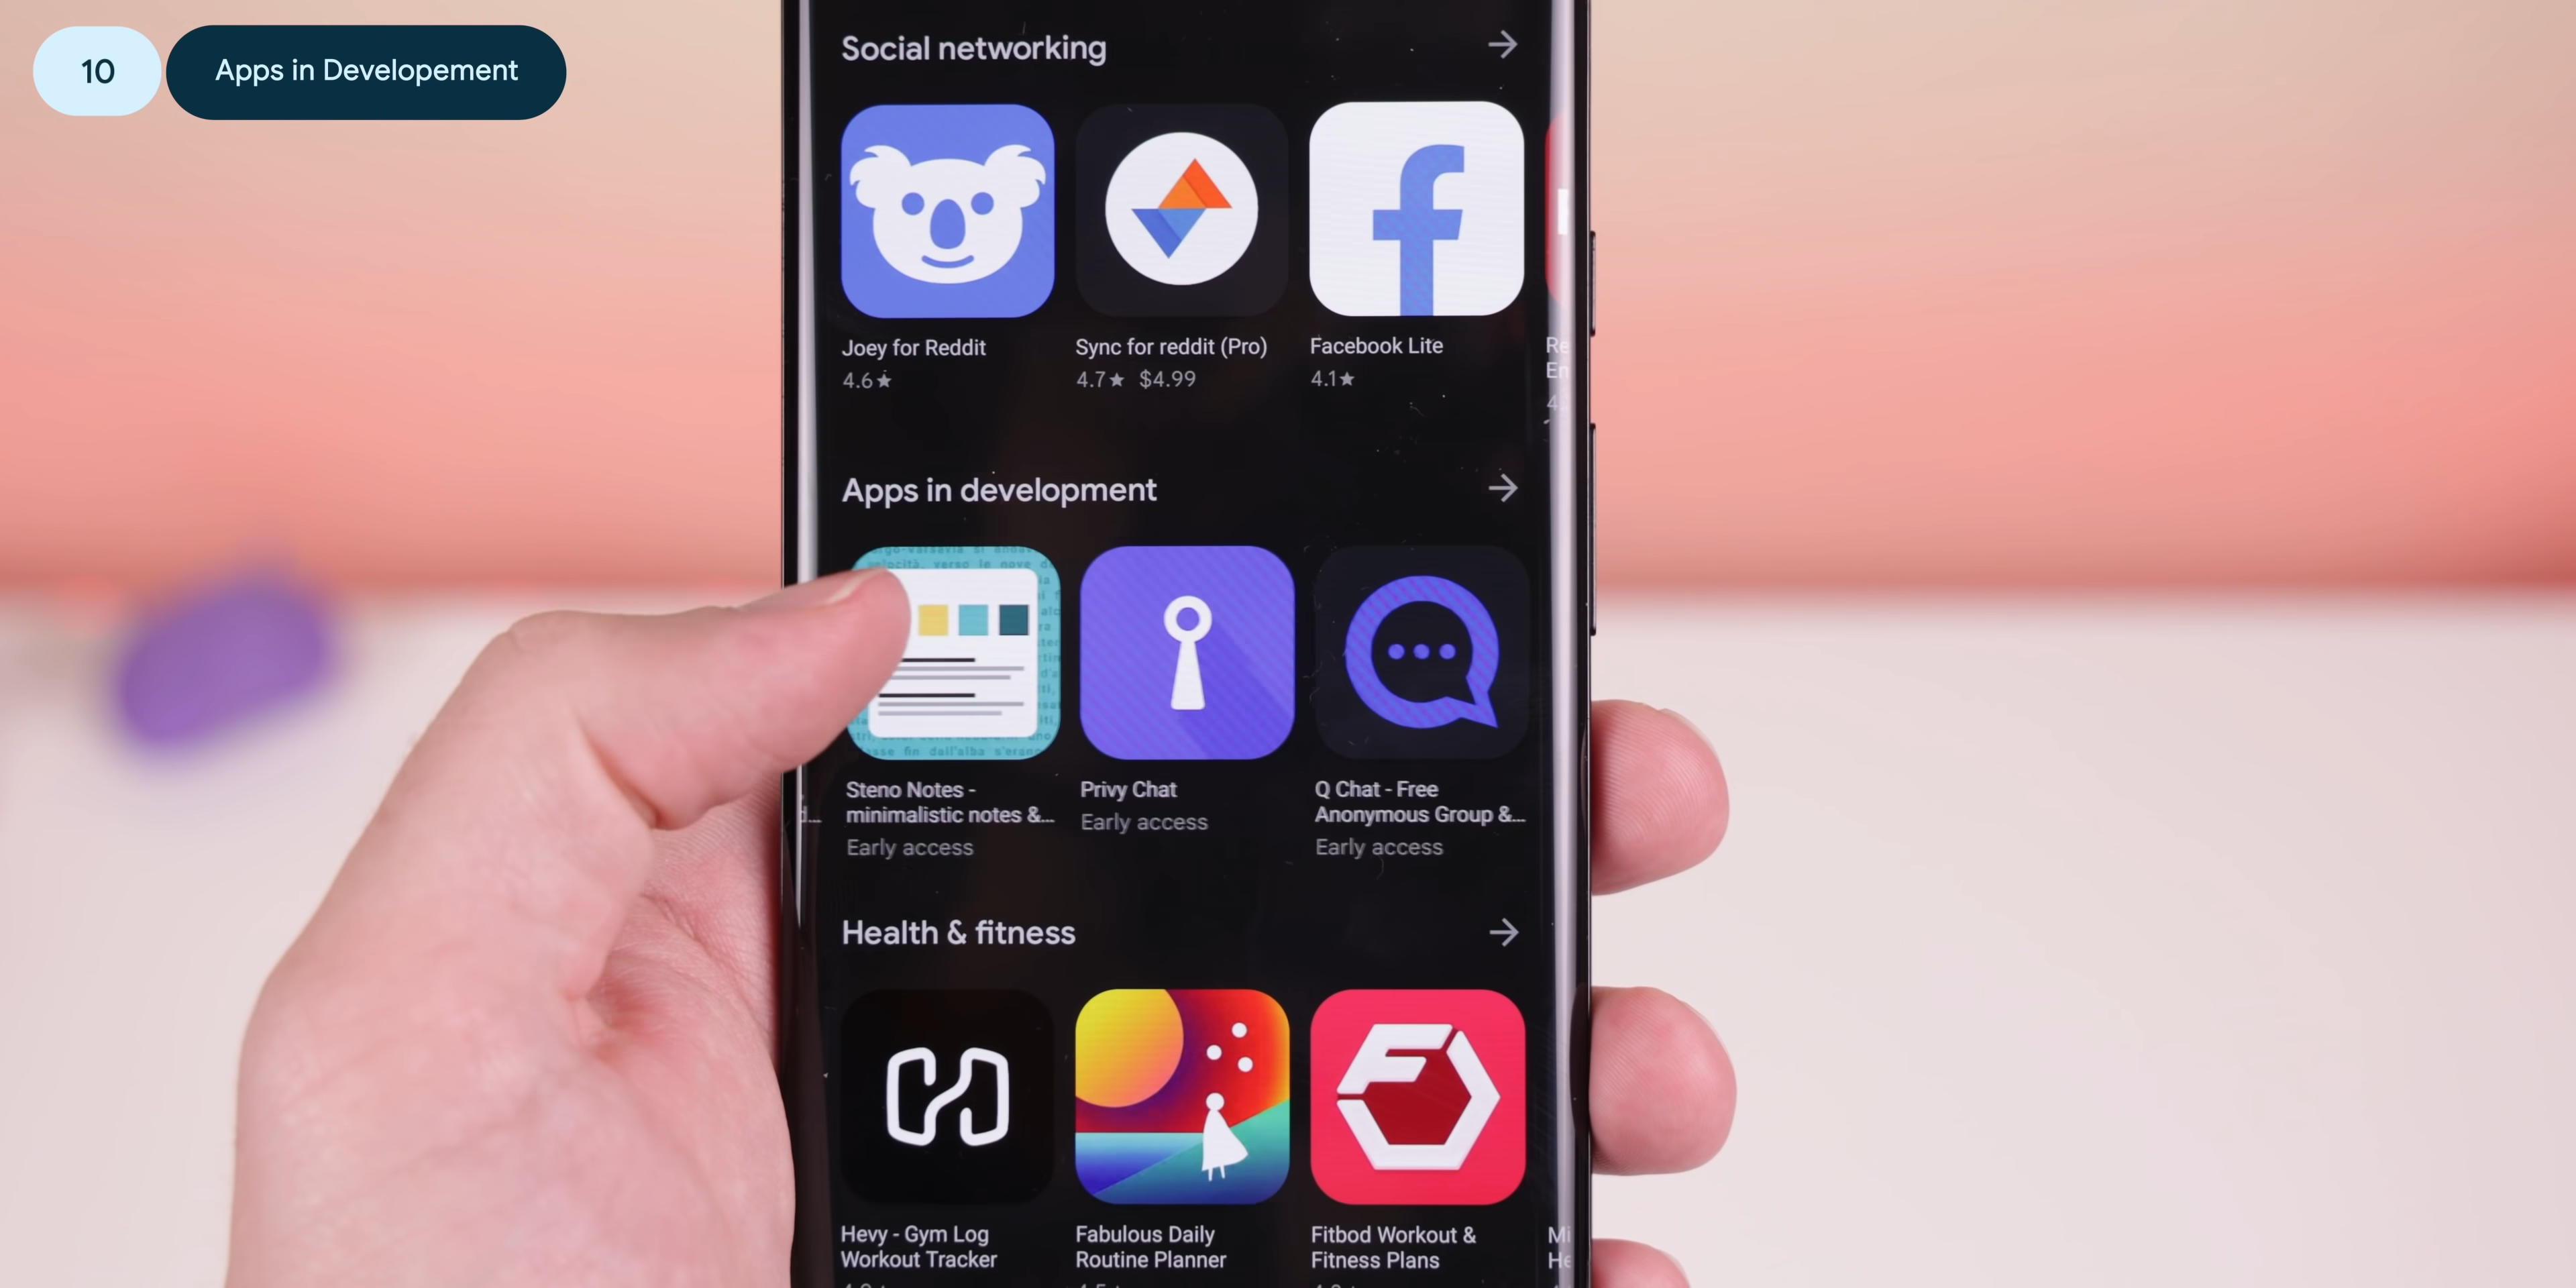 10
Apps in Developement
Social networking
Joey for Reddit
4.6★
Sync for reddit (Pro)
4.7★ $4.99
Facebook Lite
4.1★
Apps in development
Steno Notes -
minimalistic notes &...
Early access
Privy Chat
Early access
Q Chat - Free
Anonymous Group &...
Early access
Health & fitness
Hevy - Gym Log
Workout Tracker
Fabulous Daily
Routine Planner
Fitbod Workout &
Fitness Plans